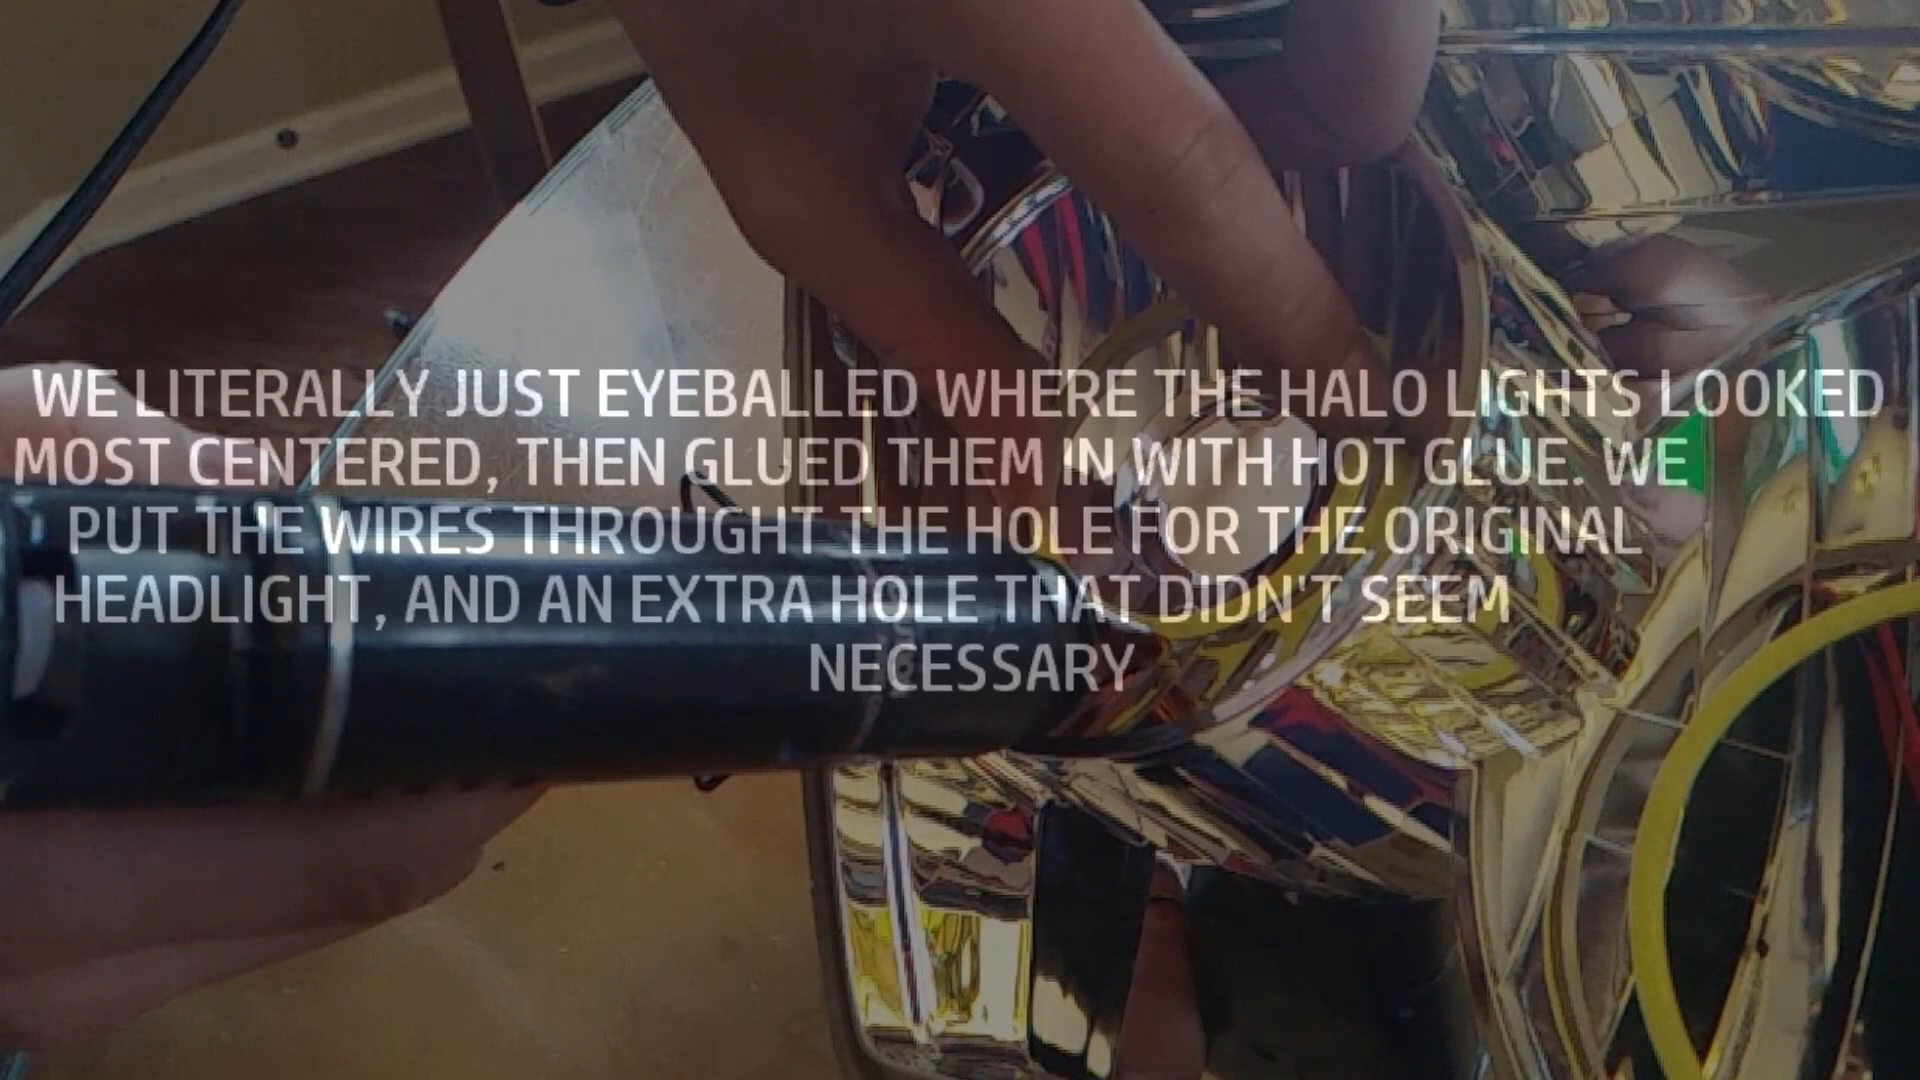 WE LITERALLY JUST EYEBALLED WHERE THE HALO LIGHTS LOOKED
MOST CENTERED, THEN GLUED THEM IN WITH HOT GLUE. WE
PUT THE WIRES THROUGHT THE HOLE FOR THE ORIGINAL
HEADLIGHT, AND AN EXTRA HOLE THAT DIDN'T SEEM
NECESSARY